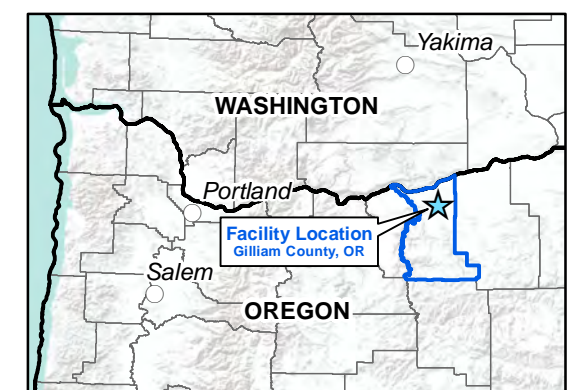 Yakima
WASHINGTON
Portland
Facility Location
Gilliam County, OR
Salem
OREGON